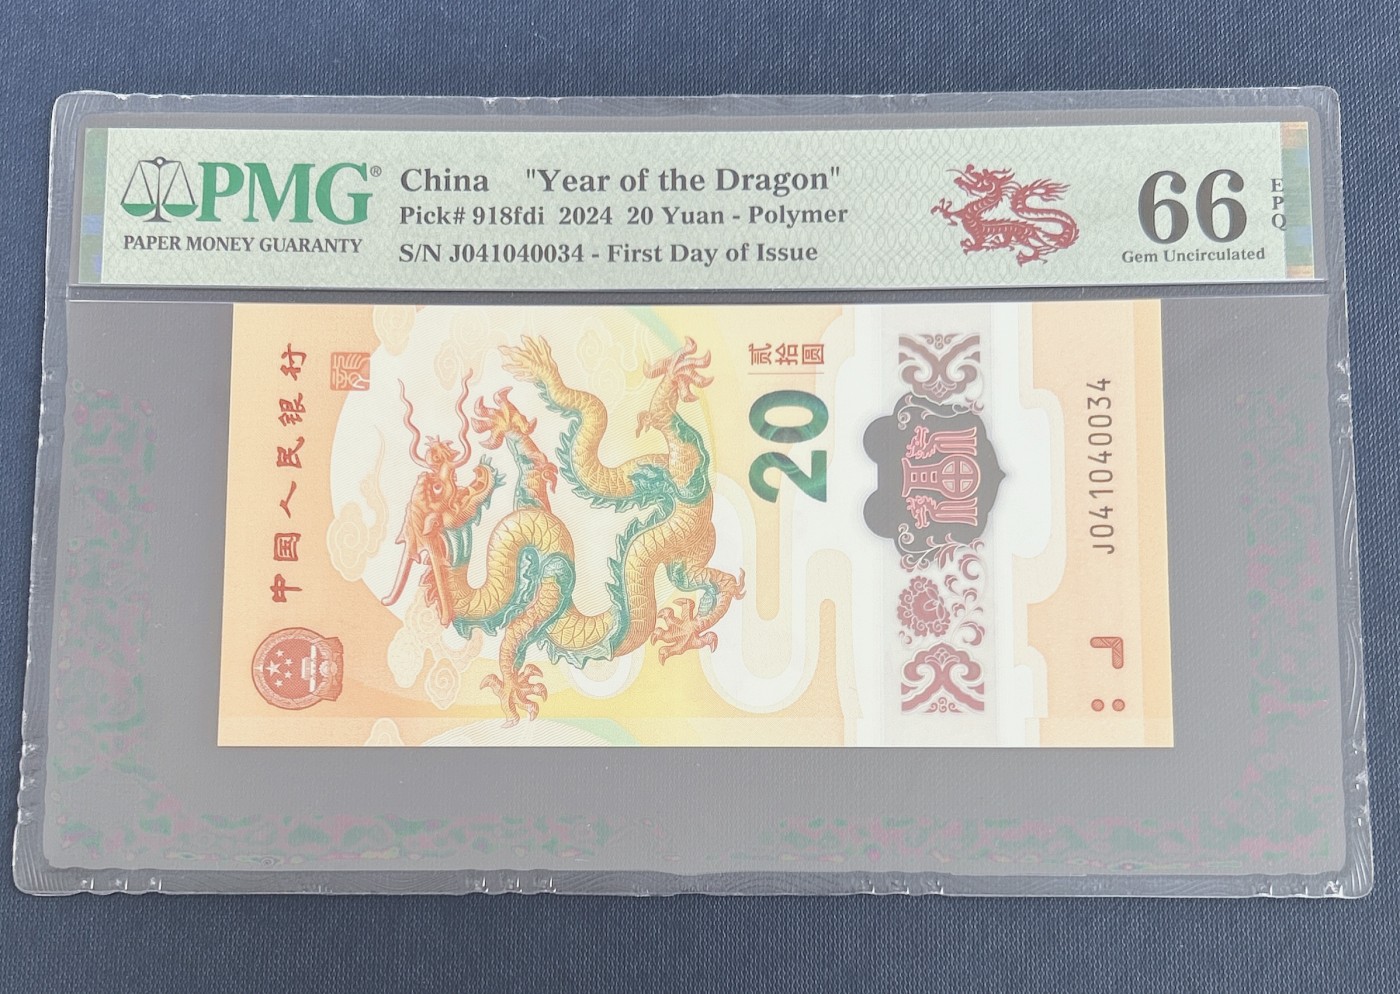 PMG®
PAPER MONEY GUARANTY
China "Year of the Dragon"
Pick# 918fdi 2024 20 Yuan - Polymer
S/N J041040034 - First Day of Issue
66
EPQ
Gem Uncirculated
中国人民银行
贰拾圆
20
J041040034